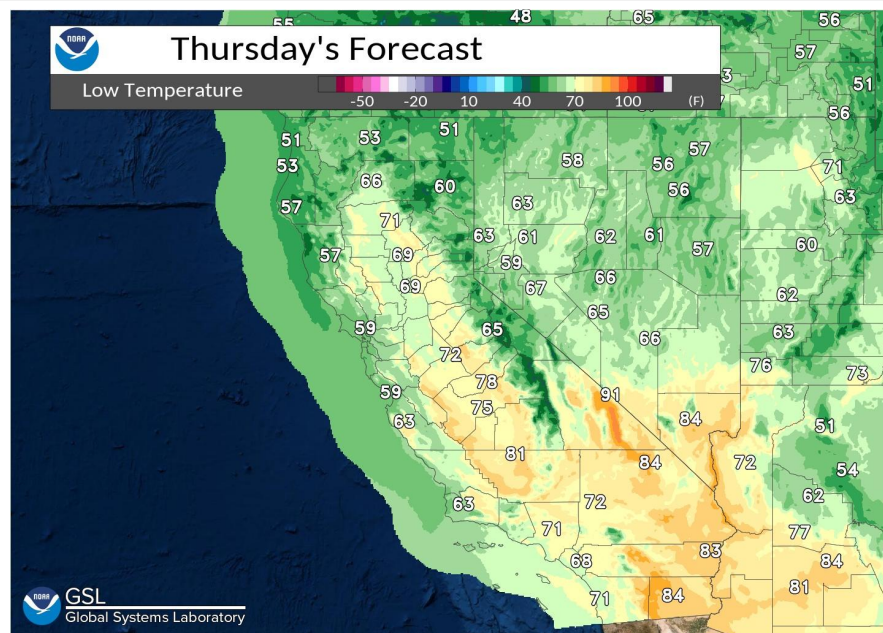 55 48 65 56
NOAA
Thursday's Forecast
57
Low Temperature
-50 -20 10 40 70 100 (F)
51
56
51 53 51 58 57
53 66 60 56 71
56 63
57 71 63
57 69 63 61 62 61 57 60
59
69 67 66 62
59 65 65 66 63
72 76 73
78
59 75 91
63 84 51
81 84 72 54
63 72 62
71 77
68 83 84
71 84 81
NOAA
GSL
Global Systems Laboratory